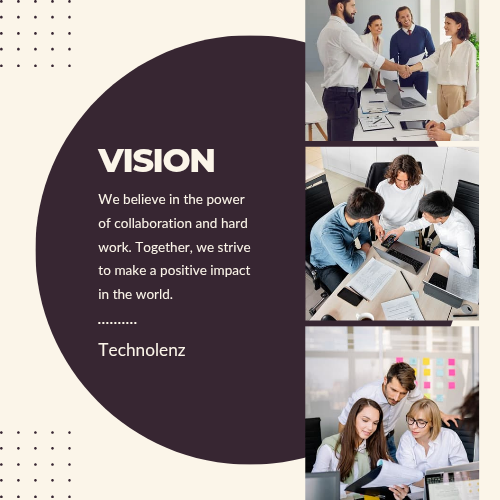 VISION
We believe in the power
of collaboration and hard
work. Together, we strive
to make a positive impact
in the world.
..........
Technolenz